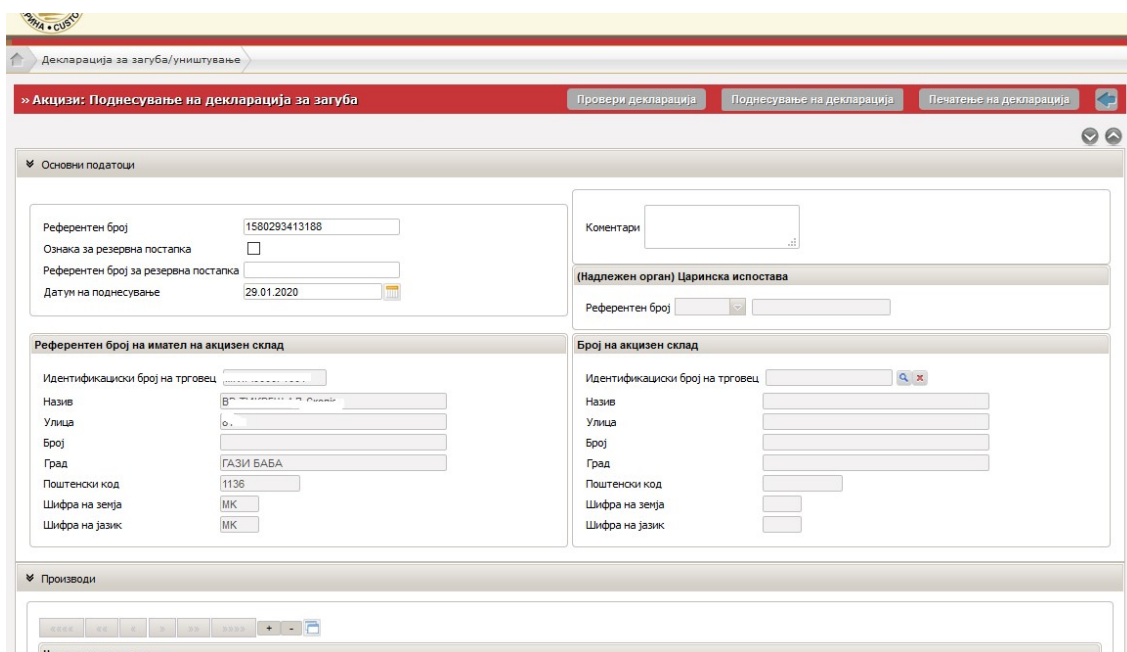 РИНА • CUSTO
Декларација за загуба/уништување
» Акцизи: Поднесување на декларација за загуба
Провери декларација
Поднесување на декларација
Печатење на декларација
Основни податоци
Референтен број 1580293413188
Ознака за резервна постапка
Референтен број за резервна постапка
Датум на поднесување 29.01.2020
Коментари
(Надлежен орган) Царинска испостава
Референтен број
Референтен број на имател на акцизен склад
Идентификациски број на трговец
Назив
Улица
Број
Град ГАЗИ БАБА
Поштенски код 1136
Шифра на земја МК
Шифра на јазик МК
Број на акцизен склад
Идентификациски број на трговец
Назив
Улица
Број
Град
Поштенски код
Шифра на земја
Шифра на јазик
Производи
<<<< << < > >> >>>> + -